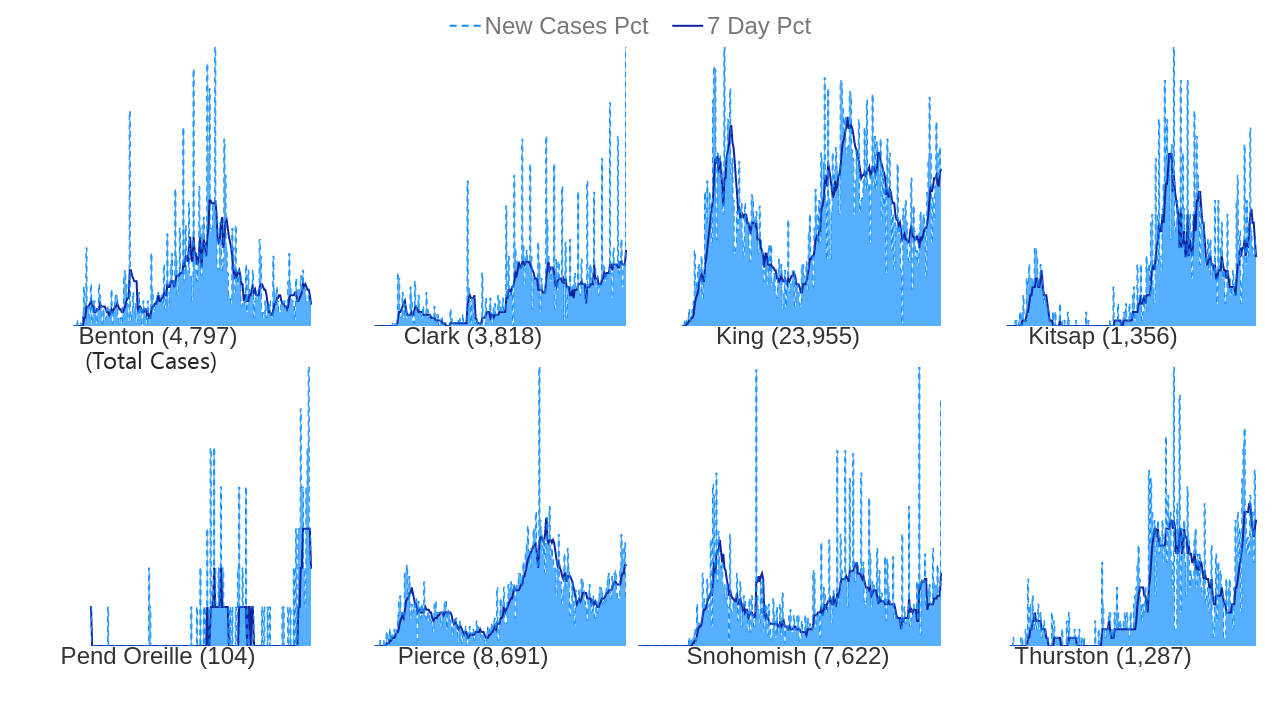 New Cases Pct 7 Day Pct
Benton (4,797) Clark (3,818) King (23,955) Kitsap (1,356)
(Total Cases)
Pend Oreille (104) Pierce (8,691) Snohomish (7,622) Thurston (1,287)